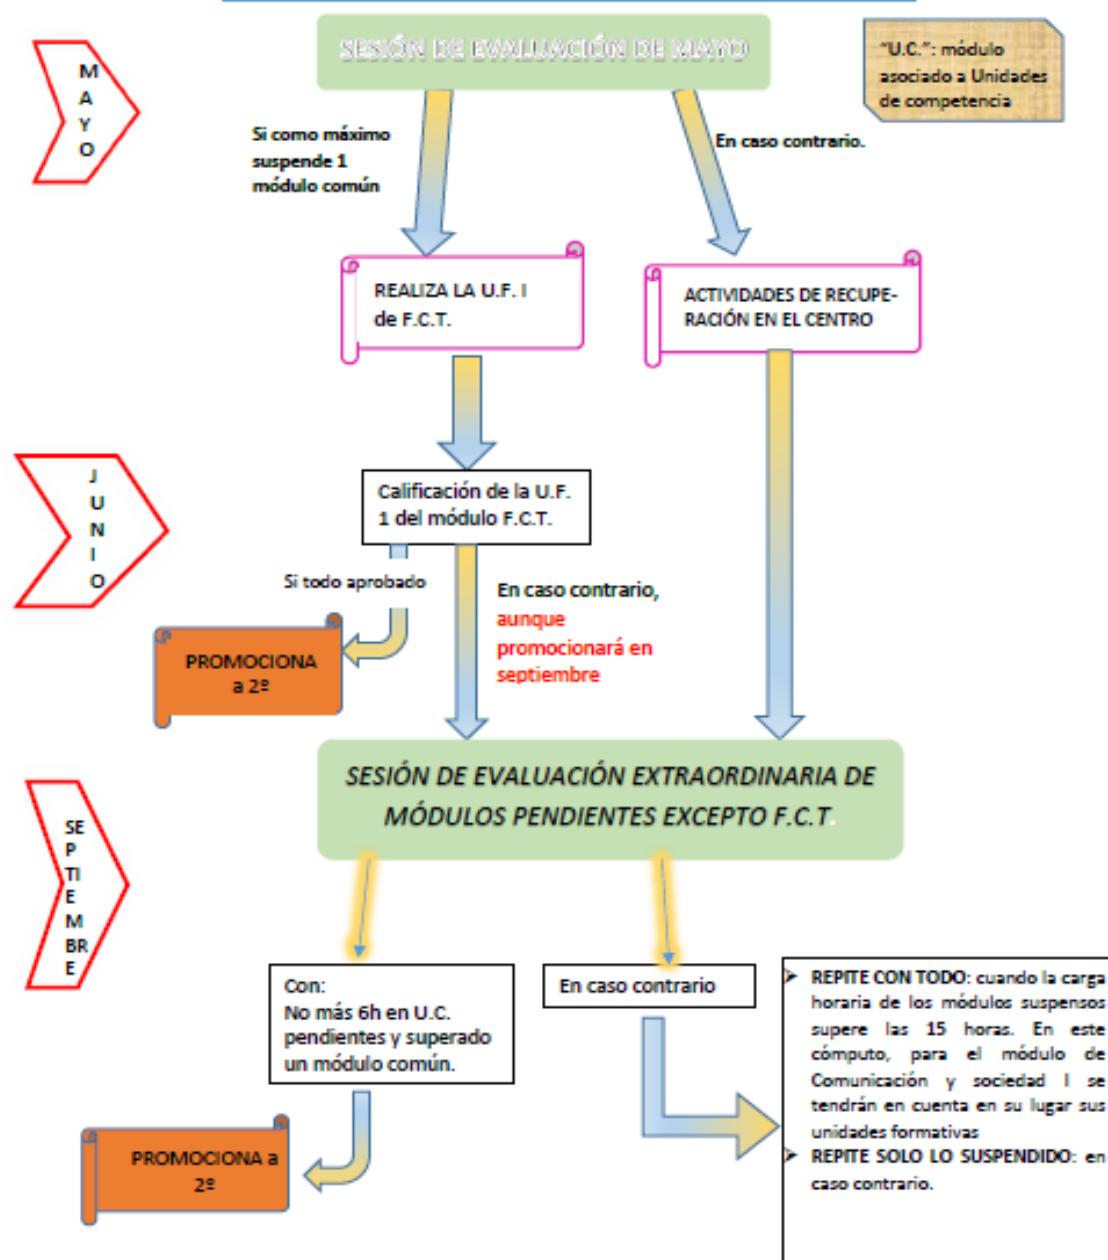 SESIÓN DE EVALUACIÓN DE MAYO
"U.C.": módulo
asociado a Unidades
de competencia
M
A
Y
O
Si como máximo
suspende 1
módulo común
En caso contrario.
REALIZA LA U.F. I
de F.C.T.
ACTIVIDADES DE RECUPE-
RACIÓN EN EL CENTRO
J
U
N
I
O
Calificación de la U.F.
1 del módulo F.C.T.
Si todo aprobado
En caso contrario,
aunque
promocionará en
septiembre
PROMOCIONA
a 2º
SESIÓN DE EVALUACIÓN EXTRAORDINARIA DE
MÓDULOS PENDIENTES EXCEPTO F.C.T.
SE
P
TI
E
M
BR
E
Con:
No más 6h en U.C.
pendientes y superado
un módulo común.
En caso contrario
➢ REPITE CON TODO: cuando la carga
horaria de los módulos suspensos
supere las 15 horas. En este
cómputo, para el módulo de
Comunicación y sociedad I se
tendrán en cuenta en su lugar sus
unidades formativas
➢ REPITE SOLO LO SUSPENDIDO: en
caso contrario.
PROMOCIONA a
2º